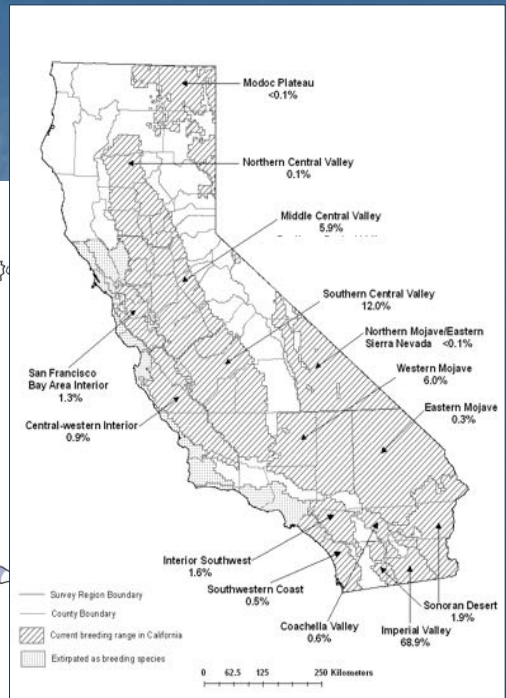 Modoc Plateau
<0.1%
Northern Central Valley
0.1%
Middle Central Valley
5.9%
Southern Central Valley
12.0%
Northern Mojave/Eastern
Sierra Nevada <0.1%
San Francisco
Bay Area Interior
1.3%
Western Mojave
6.0%
Central-western Interior
0.9%
Eastern Mojave
0.3%
Interior Southwest
1.6%
Southwestern Coast
0.5%
Coachella Valley
0.6%
Imperial Valley
68.9%
Sonoran Desert
1.9%
Survey Region Boundary
County Boundary
Current breeding range in California
Extirpated as breeding species
0 62.5 125 250 Kilometers